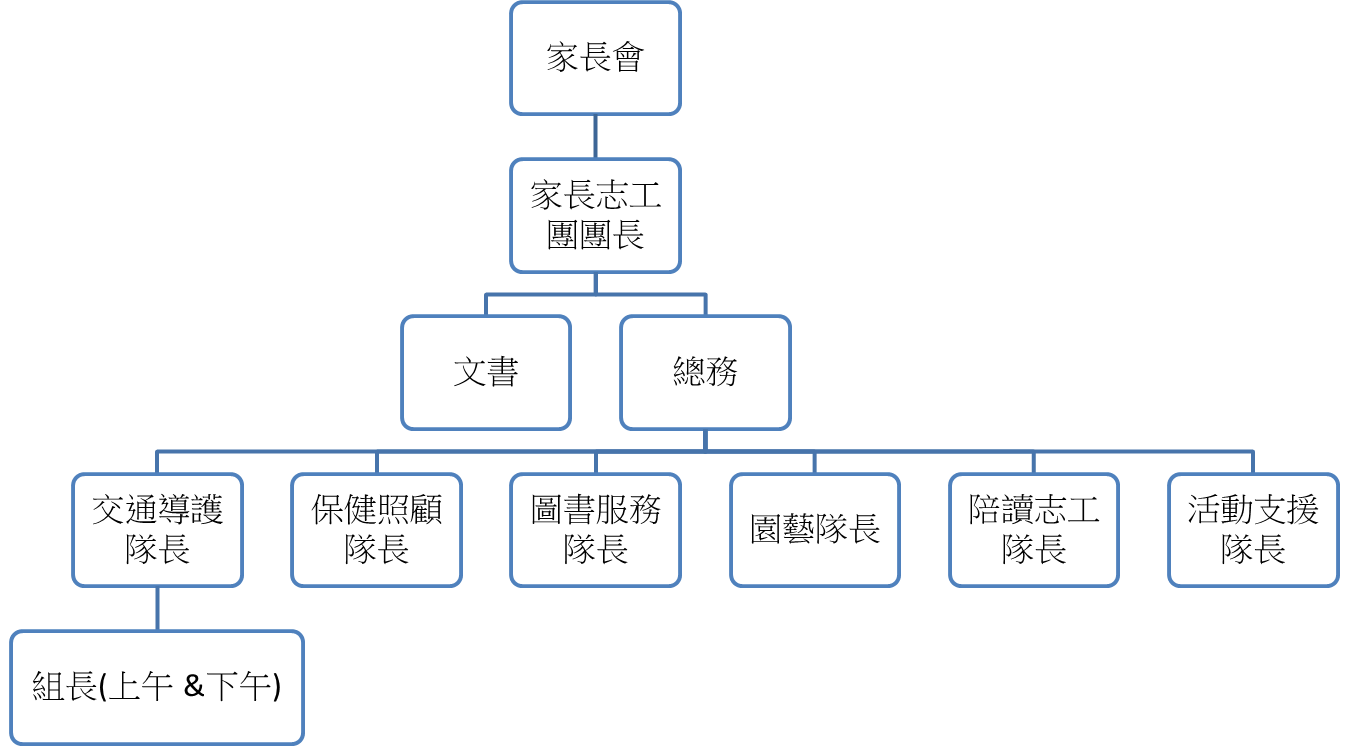 家長會
家長志工
團團長
文書
總務
交通導護
隊長
保健照顧
隊長
圖書服務
隊長
園藝隊長
陪讀志工
隊長
活動支援
隊長
組長(上午 &下午)